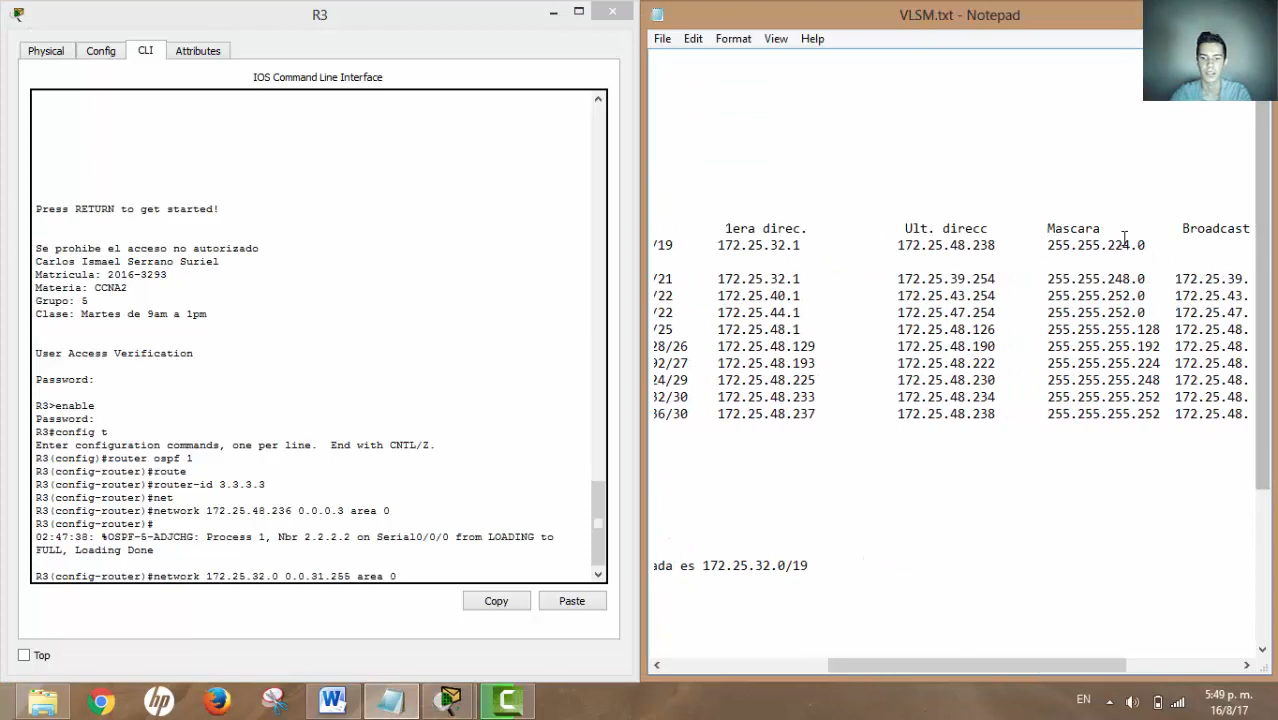 R3
Physical
Config
CLI
Attributes
IOS Command Line Interface
Press RETURN to get started!
Se prohibe el acceso no autorizado
Carlos Ismael Serrano Suriel
Matricula: 2016-3293
Materia: CCNA2
Grupo: 5
Clase: Martes de 9am a 1pm
User Access Verification
Password:
R3>enable
Password:
R3#config t
Enter configuration commands, one per line.  End with CNTL/Z.
R3(config)#router ospf 1
R3(config-router)#route
R3(config-router)#router-id 3.3.3.3
R3(config-router)#net
R3(config-router)#network 172.25.48.236 0.0.0.3 area 0
R3(config-router)#
02:47:38: %OSPF-5-ADJCHG: Process 1, Nbr 2.2.2.2 on Serial0/0/0 from LOADING to
FULL, Loading Done
R3(config-router)#network 172.25.32.0 0.0.31.255 area 0
Copy
Paste
Top
VLSM.txt - Notepad
File Edit Format View Help
1era direc. Ult. direcc Mascara Broadcast
/19 172.25.32.1 172.25.48.238 255.255.224.0
/21 172.25.32.1 172.25.39.254 255.255.248.0 172.25.39.
/22 172.25.40.1 172.25.43.254 255.255.252.0 172.25.43.
/22 172.25.44.1 172.25.47.254 255.255.252.0 172.25.47.
/25 172.25.48.1 172.25.48.126 255.255.255.128 172.25.48.
28/26 172.25.48.129 172.25.48.190 255.255.255.192 172.25.48.
92/27 172.25.48.193 172.25.48.222 255.255.255.224 172.25.48.
24/29 172.25.48.225 172.25.48.230 255.255.255.248 172.25.48.
32/30 172.25.48.233 172.25.48.234 255.255.255.252 172.25.48.
36/30 172.25.48.237 172.25.48.238 255.255.255.252 172.25.48.
ada es 172.25.32.0/19
EN
5:49 p. m.
16/8/17